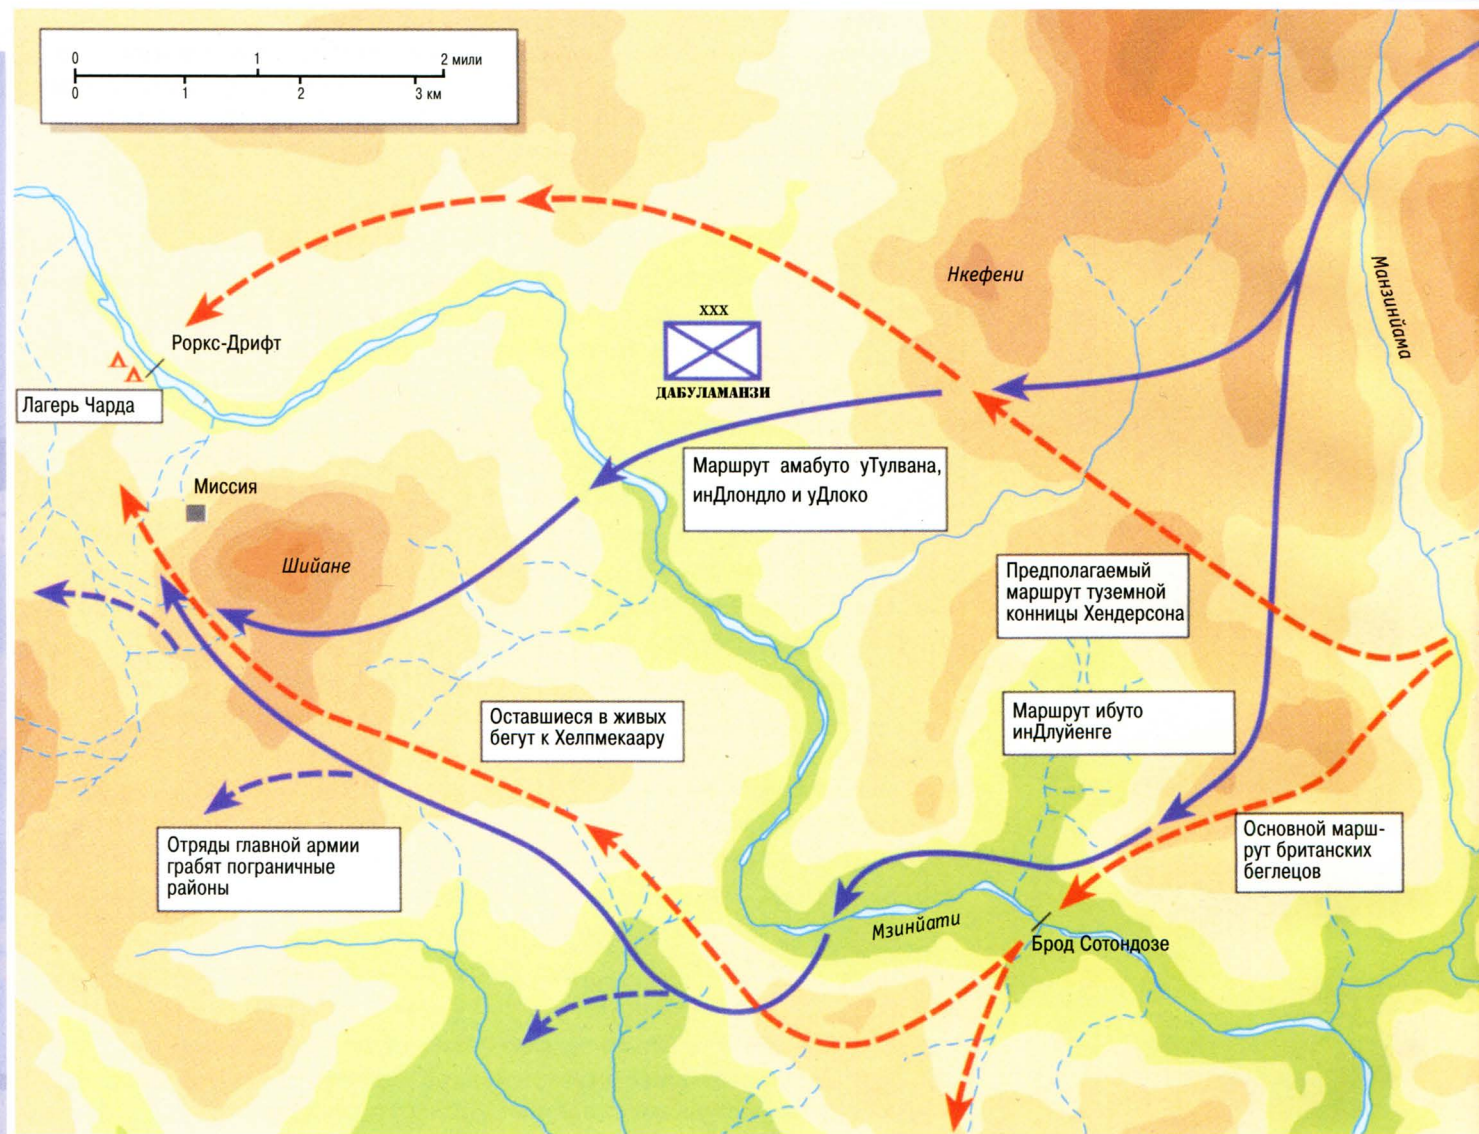 0 1 2 мили
0 1 2 3 км
Нкефени
Манзинйама
XXX
ДАБУЛАМАНЗИ
Роркс-Дрифт
Лагерь Чарда
Миссия
Шийане
Маршрут амабуто уТулвана,
инДлондло и уДлоко
Предполагаемый
маршрут туземной
конницы Хендерсона
Маршрут ибуто
инДлуйенге
Оставшиеся в живых
бегут к Хелпмекаару
Отряды главной армии
грабят пограничные
районы
Основной марш-
рут британских
беглецов
Мзинйати
Брод Сотондозе